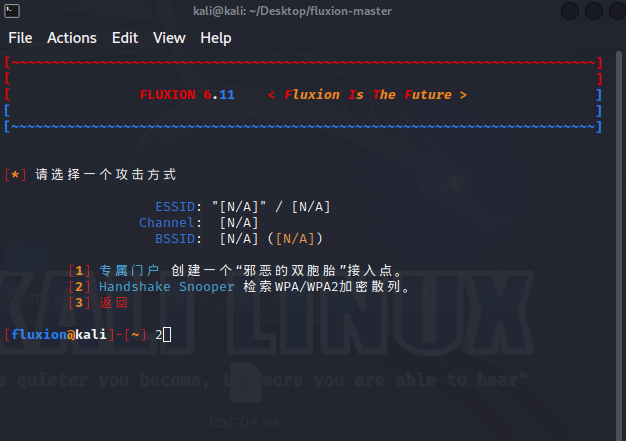 kali@kali: ~/Desktop/fluxion-master
File Actions Edit View Help
[~~~~~~~~~~~~~~~~~~~~~~~~~~~~~~~~~~~~~~~~~~~~~~~~~~~~~~~~~~~~~~~~~~~~~~~~]
[ ]
[ FLUXION 6.11 < Fluxion Is The Future > ]
[ ]
[~~~~~~~~~~~~~~~~~~~~~~~~~~~~~~~~~~~~~~~~~~~~~~~~~~~~~~~~~~~~~~~~~~~~~~~~]
[*] 请选择一个攻击方式
ESSID: "[N/A]" / [N/A]
Channel: [N/A]
BSSID: [N/A] ([N/A])
[1] 专属门户 创建一个“邪恶的双胞胎”接入点。
[2] Handshake Snooper 检索WPA/WPA2加密散列。
[3] 返回
[fluxion@kali]-[~] 2
KALI LINUX
e quieter you become, the more you are able to hear"
text-04.ivs